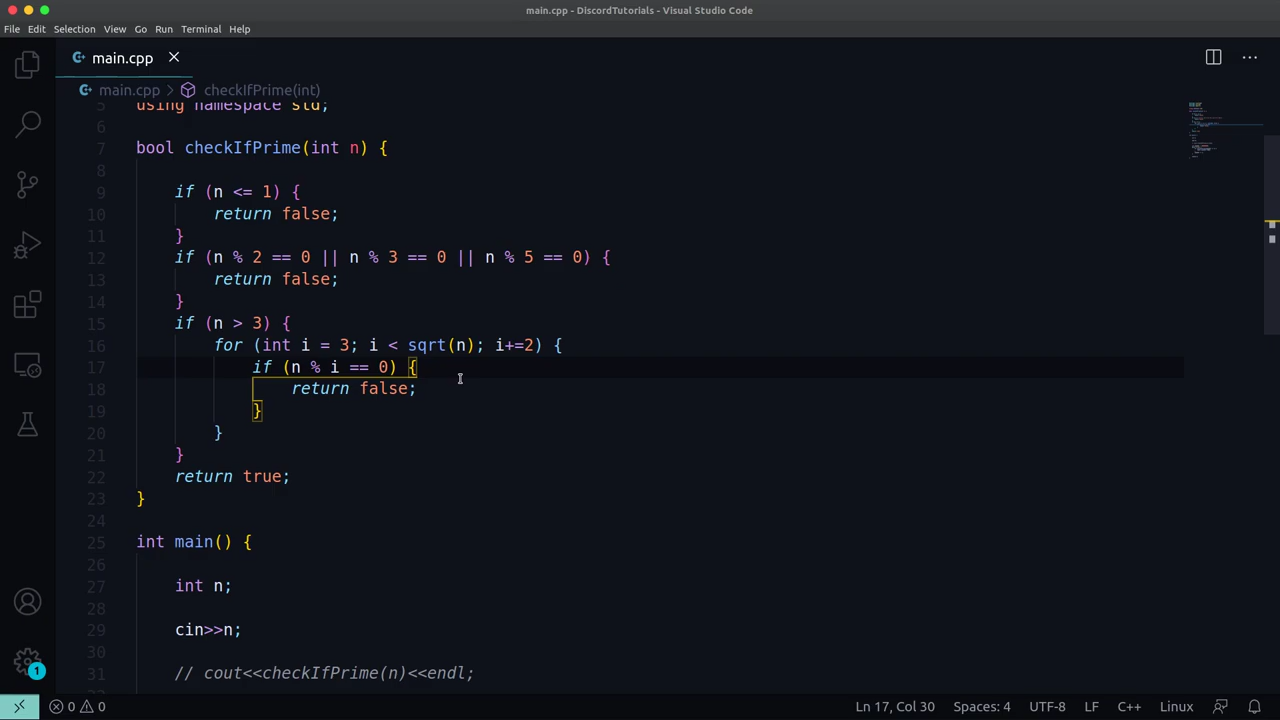 main.cpp - DiscordTutorials - Visual Studio Code
File Edit Selection View Go Run Terminal Help
main.cpp
main.cpp > checkIfPrime(int)
5 using namespace std;
6
7 bool checkIfPrime(int n) {
8
9 if (n <= 1) {
10 return false;
11 }
12 if (n % 2 == 0 || n % 3 == 0 || n % 5 == 0) {
13 return false;
14 }
15 if (n > 3) {
16 for (int i = 3; i < sqrt(n); i+=2) {
17 if (n % i == 0) {
18 return false;
19 }
20 }
21 }
22 return true;
23 }
24
25 int main() {
26
27 int n;
28
29 cin>>n;
30
31 // cout<<checkIfPrime(n)<<endl;
1
0 0 Ln 17, Col 30 Spaces: 4 UTF-8 LF C++ Linux